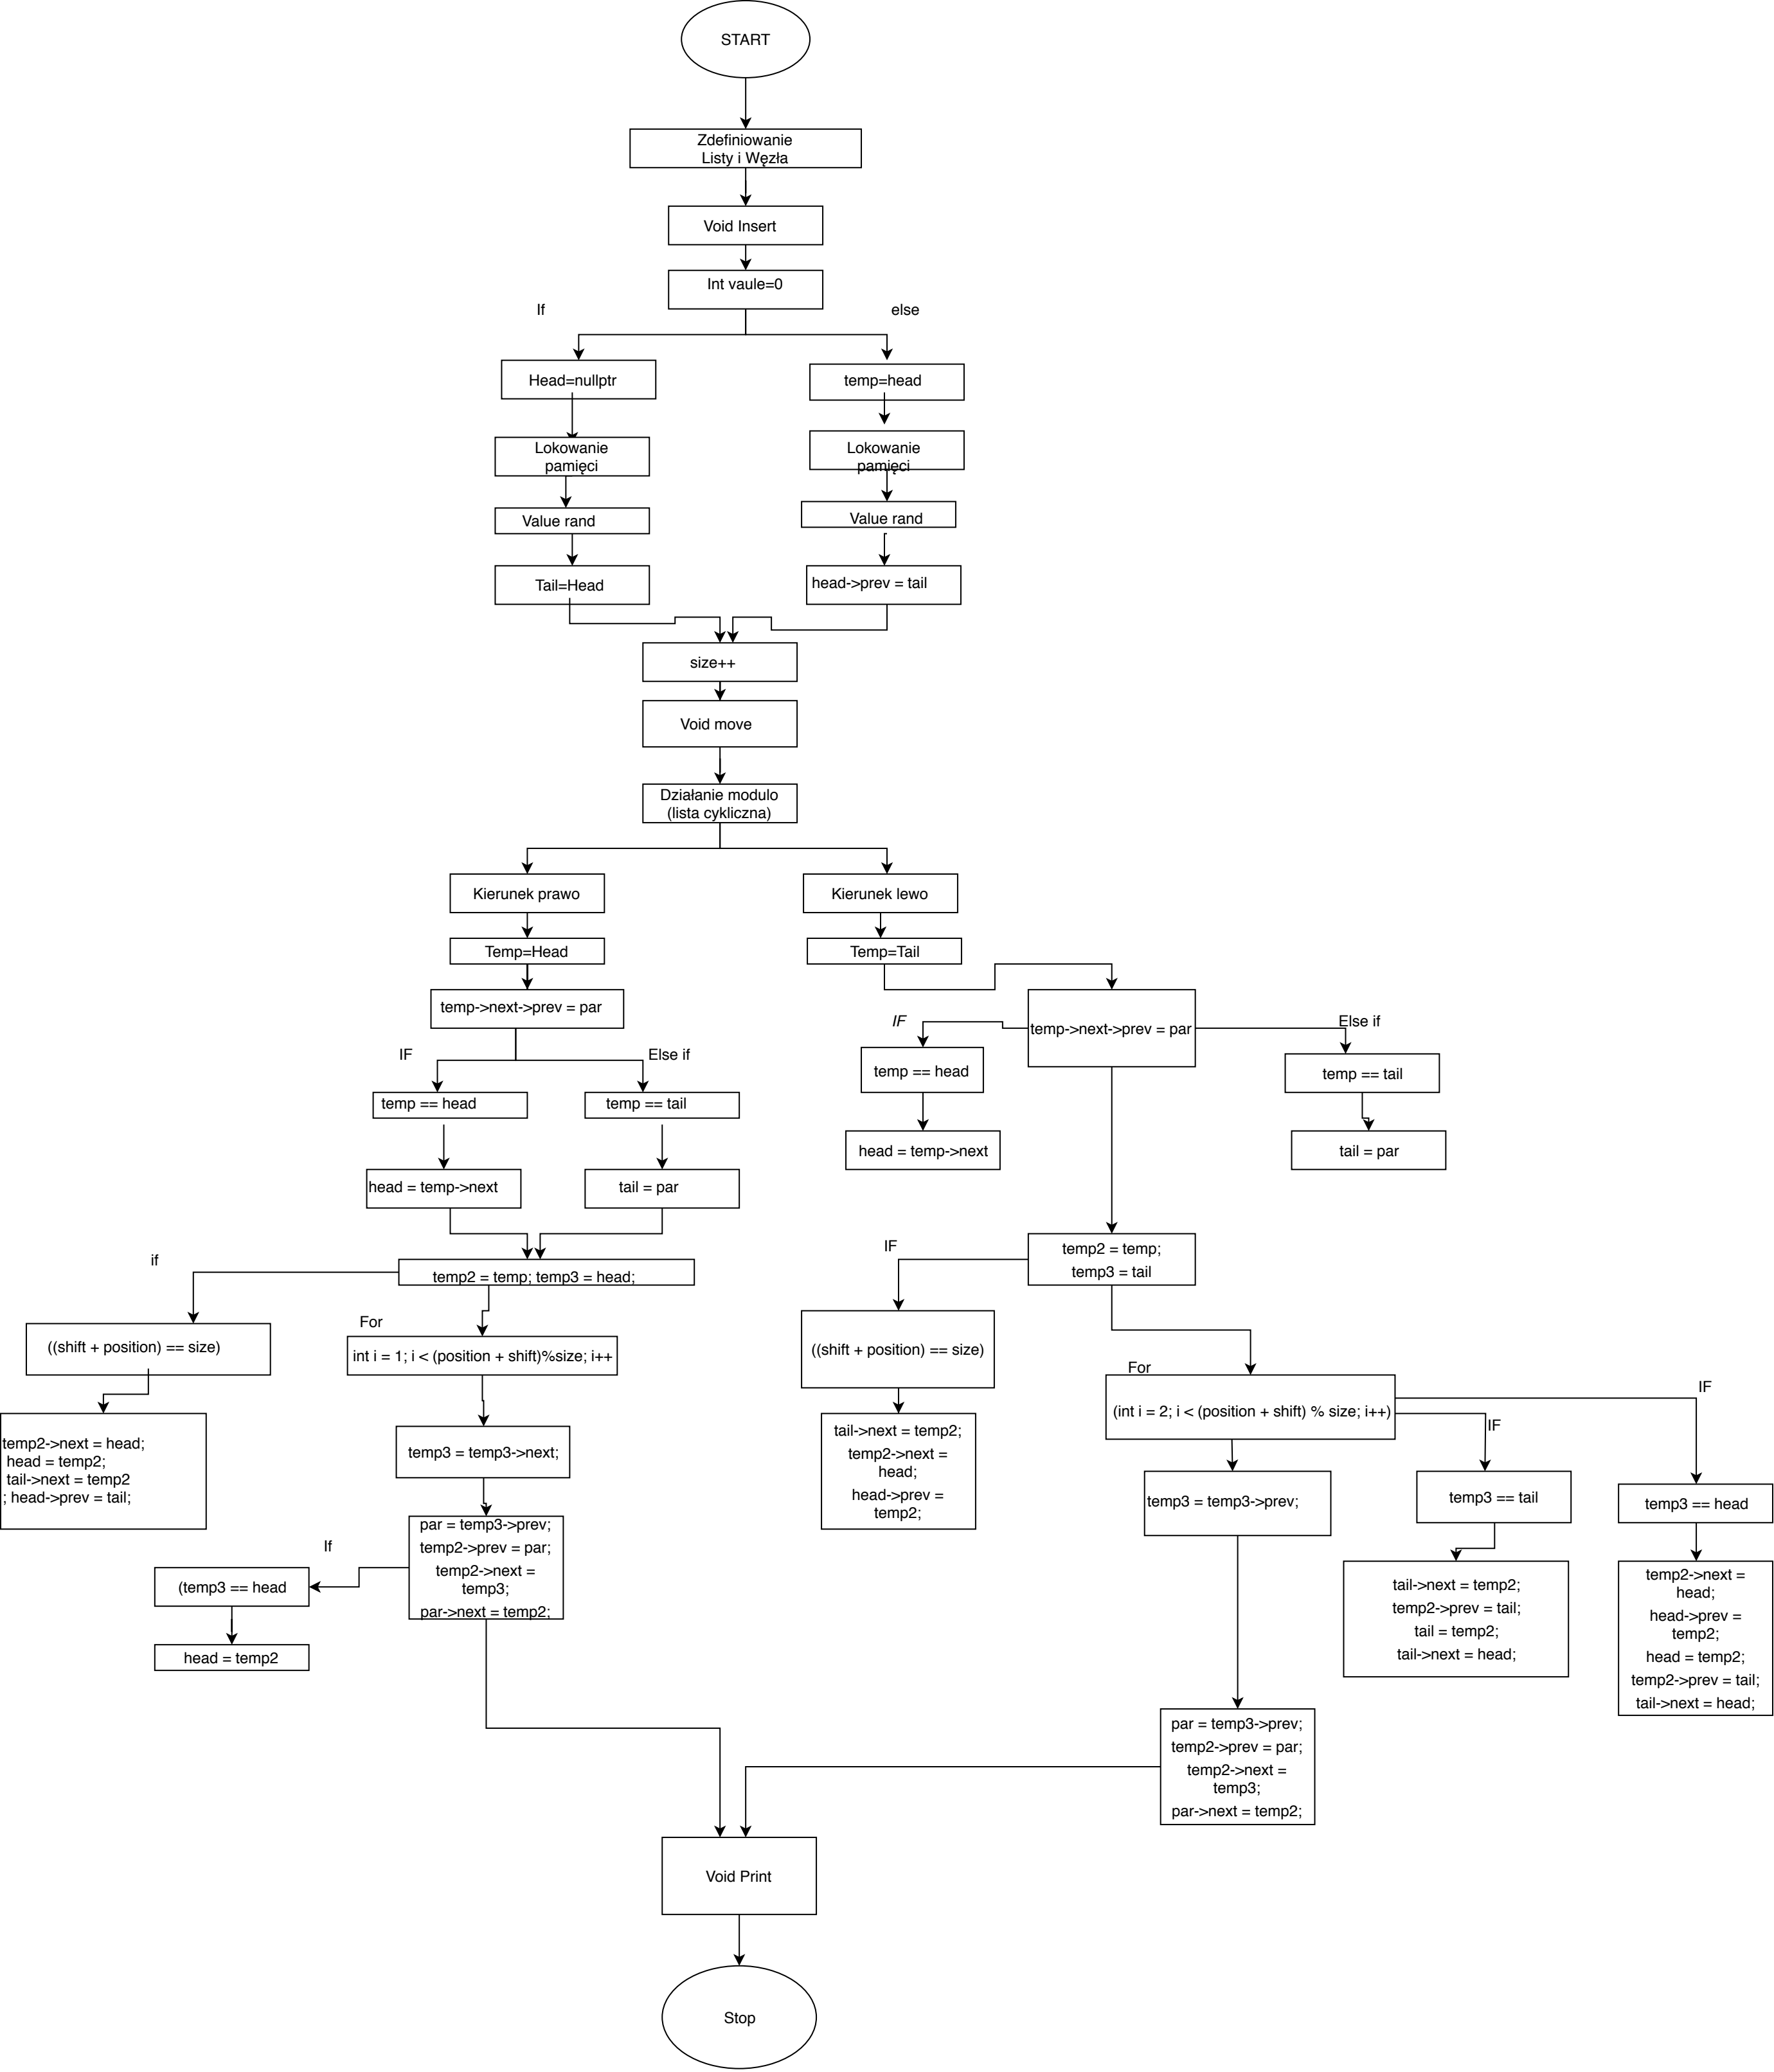 START
Zdefiniowanie
Listy i Węzła
Void Insert
Int vaule=0
If
else
Head=nullptr
temp=head
Lokowanie
pamięci
Lokowanie
pamięci
Value rand
Value rand
Tail=Head
head->prev = tail
size++
Void move
Działanie modulo
(lista cykliczna)
Kierunek prawo
Kierunek lewo
Temp=Head
Temp=Tail
temp->next->prev = par
IF
temp->next->prev = par
Else if
IF
Else if
temp == head
temp == tail
temp == head
temp == tail
head = temp->next
tail = par
head = temp->next
tail = par
if
temp2 = temp; temp3 = head;
IF
temp2 = temp;
temp3 = tail
((shift + position) == size)
For
int i = 1; i < (position + shift)%size; i++
((shift + position) == size)
For
(int i = 2; i < (position + shift) % size; i++)
IF
IF
temp2->next = head;
head = temp2;
tail->next = temp2
; head->prev = tail;
temp3 = temp3->next;
tail->next = temp2;
temp2->next =
head;
head->prev =
temp2;
temp3 = temp3->prev;
temp3 == tail
temp3 == head
If
par = temp3->prev;
temp2->prev = par;
temp2->next =
temp3;
par->next = temp2;
(temp3 == head
head = temp2
tail->next = temp2;
temp2->prev = tail;
tail = temp2;
tail->next = head;
temp2->next =
head;
head->prev =
temp2;
head = temp2;
temp2->prev = tail;
tail->next = head;
par = temp3->prev;
temp2->prev = par;
temp2->next =
temp3;
par->next = temp2;
Void Print
Stop